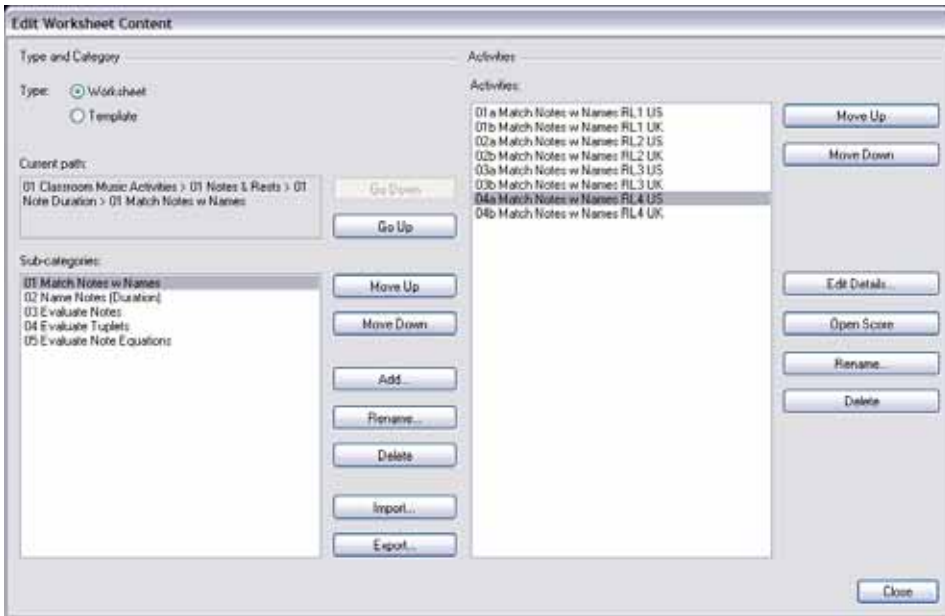 Edit Worksheet Content
Type and Category
Type:
Worksheet
Template
Current path:
01 Classroom Music Activities > 01 Notes & Rests > 01
Note Duration > 01 Match Notes w Names
Go Down
Go Up
Sub-categories:
01 Match Notes w Names
02 Name Notes (Duration)
03 Evaluate Notes
04 Evaluate Tuplets
05 Evaluate Note Equations
Move Up
Move Down
Add...
Rename...
Delete
Import...
Export...
Activities
Activities:
01a Match Notes w Names RL1 US
01b Match Notes w Names RL1 UK
02a Match Notes w Names RL2 US
02b Match Notes w Names RL2 UK
03a Match Notes w Names RL3 US
03b Match Notes w Names RL3 UK
04a Match Notes w Names RL4 US
04b Match Notes w Names RL4 UK
Move Up
Move Down
Edit Details...
Open Score
Rename...
Delete
Close